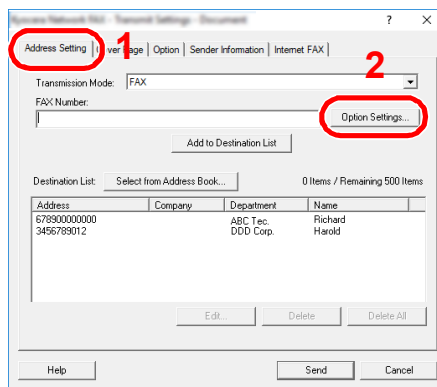 Kyocera Network FAX - Transmit Settings - Document ? ×
Address Setting ver Page Option Sender Information Internet FAX
1
2
Transmission Mode: FAX
FAX Number:
Option Settings...
Add to Destination List
Destination List: Select from Address Book... 0 Items / Remaining 500 Items
Address Company Department Name
678900000000 ABC Tec. Richard
3456789012 DDD Corp. Harold
Edit... Delete Delete All
Help Send Cancel